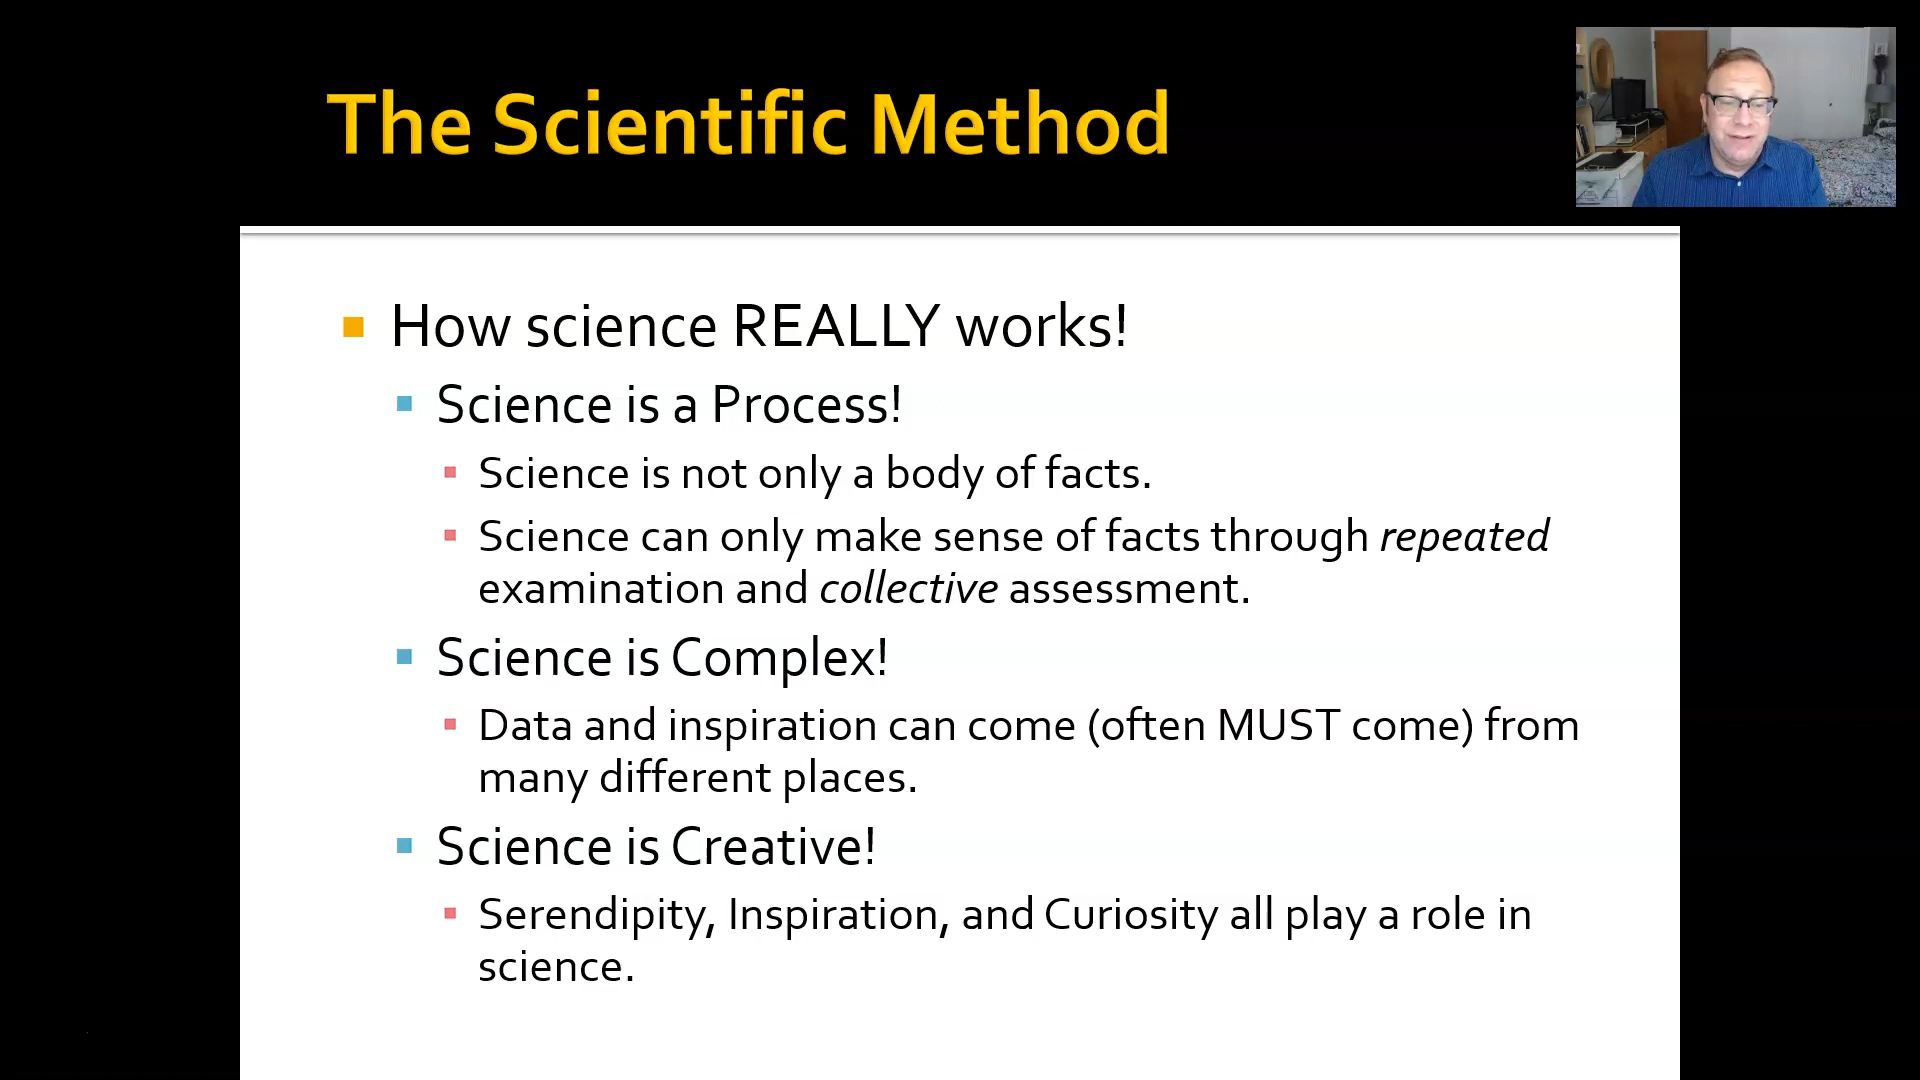 The Scientific Method
How science REALLY works!
Science is a Process!
Science is not only a body of facts.
Science can only make sense of facts through repeated
examination and collective assessment.
Science is Complex!
Data and inspiration can come (often MUST come) from
many different places.
Science is Creative!
Serendipity, Inspiration, and Curiosity all play a role in
science.